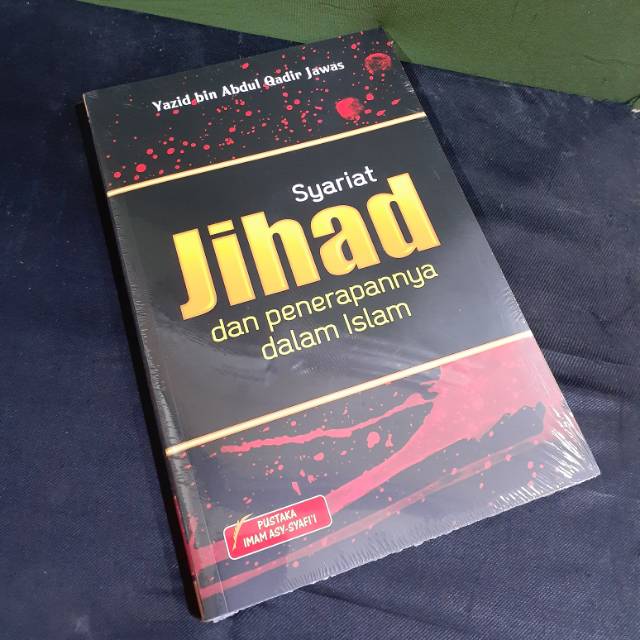 Yazid bin Abdul Qadir Jawas
Syariat
Jihad
dan penerapannya
dalam Islam
PUSTAKA
IMAM ASY-SYAFI'I